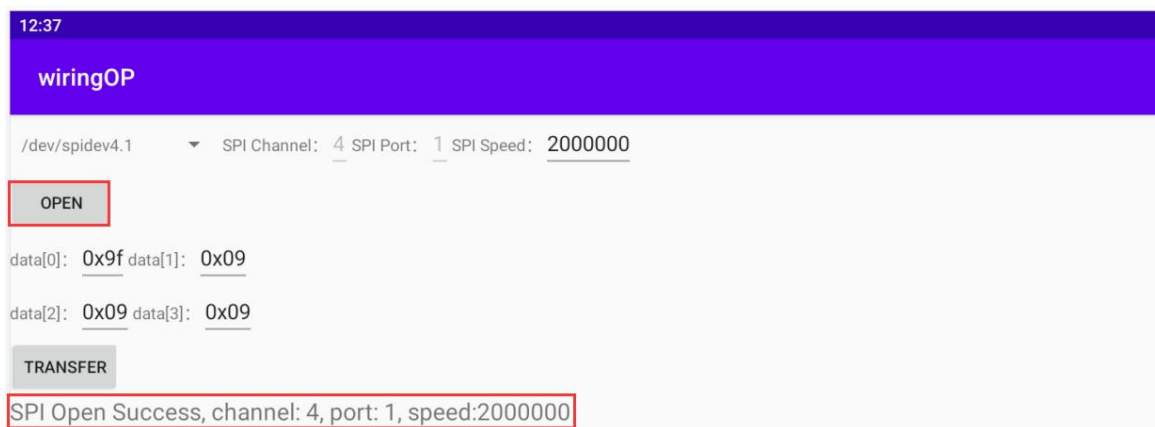 12:37
wiringOP
/dev/spidev4.1 SPI Channel: 4 SPI Port: 1 SPI Speed: 2000000
OPEN
data[0]: 0x9f data[1]: 0x09
data[2]: 0x09 data[3]: 0x09
TRANSFER
SPI Open Success, channel: 4, port: 1, speed:2000000